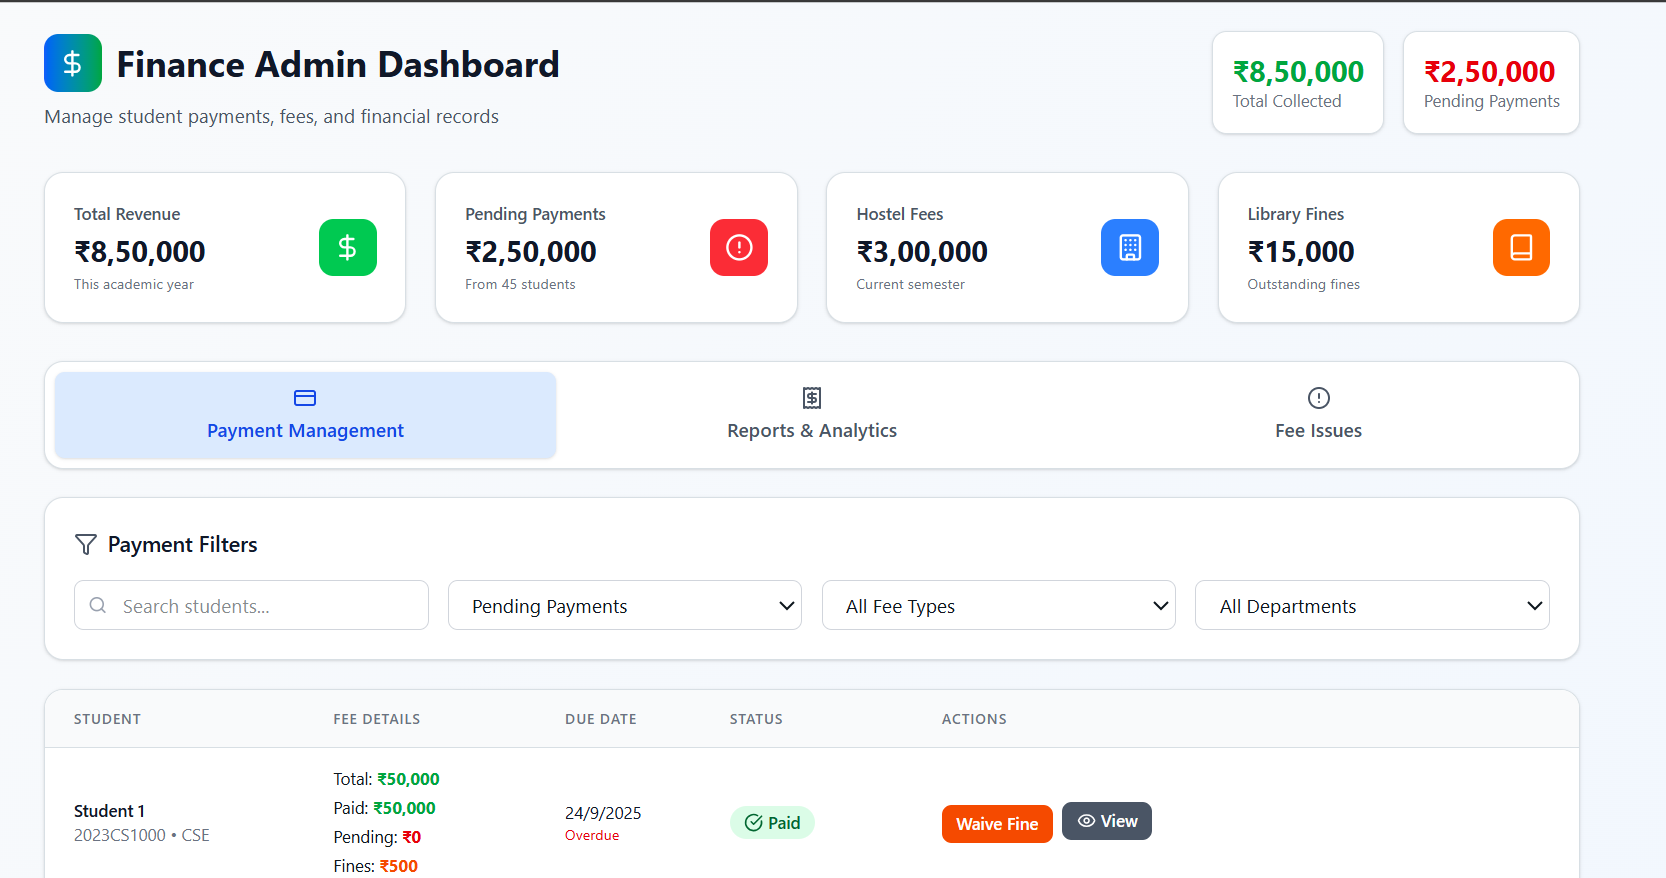 Finance Admin Dashboard
Manage student payments, fees, and financial records
₹8,50,000
Total Collected
₹2,50,000
Pending Payments
Total Revenue
₹8,50,000
This academic year
Pending Payments
₹2,50,000
From 45 students
Hostel Fees
₹3,00,000
Current semester
Library Fines
₹15,000
Outstanding fines
Payment Management
Reports & Analytics
Fee Issues
Payment Filters
Search students...
Pending Payments
All Fee Types
All Departments
STUDENT FEE DETAILS DUE DATE STATUS ACTIONS
Student 1
2023CS1000 • CSE
Total: ₹50,000
Paid: ₹50,000
Pending: ₹0
Fines: ₹500
24/9/2025
Overdue
Paid
Waive Fine
View